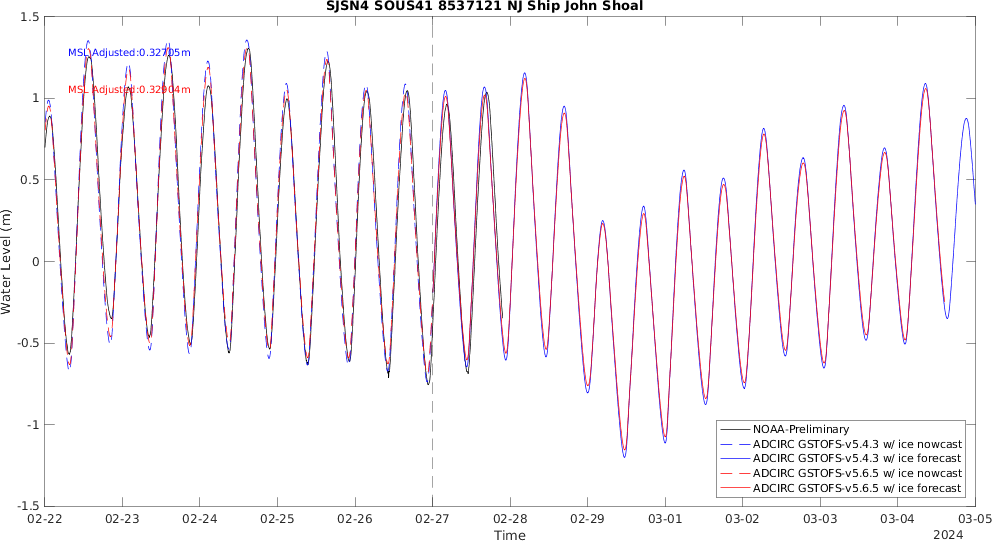 SJSN4 SOUS41 8537121 NJ Ship John Shoal
1.5
1
0.5
0
-0.5
-1
-1.5
Water Level (m)
MSL Adjusted:0.32705m
MSL Adjusted:0.32904m
NOAA-Preliminary
ADCIRC GSTOFS-v5.4.3 w/ ice nowcast
ADCIRC GSTOFS-v5.4.3 w/ ice forecast
ADCIRC GSTOFS-v5.6.5 w/ ice nowcast
ADCIRC GSTOFS-v5.6.5 w/ ice forecast
02-22 02-23 02-24 02-25 02-26 02-27 02-28 02-29 03-01 03-02 03-03 03-04 03-05
Time
2024